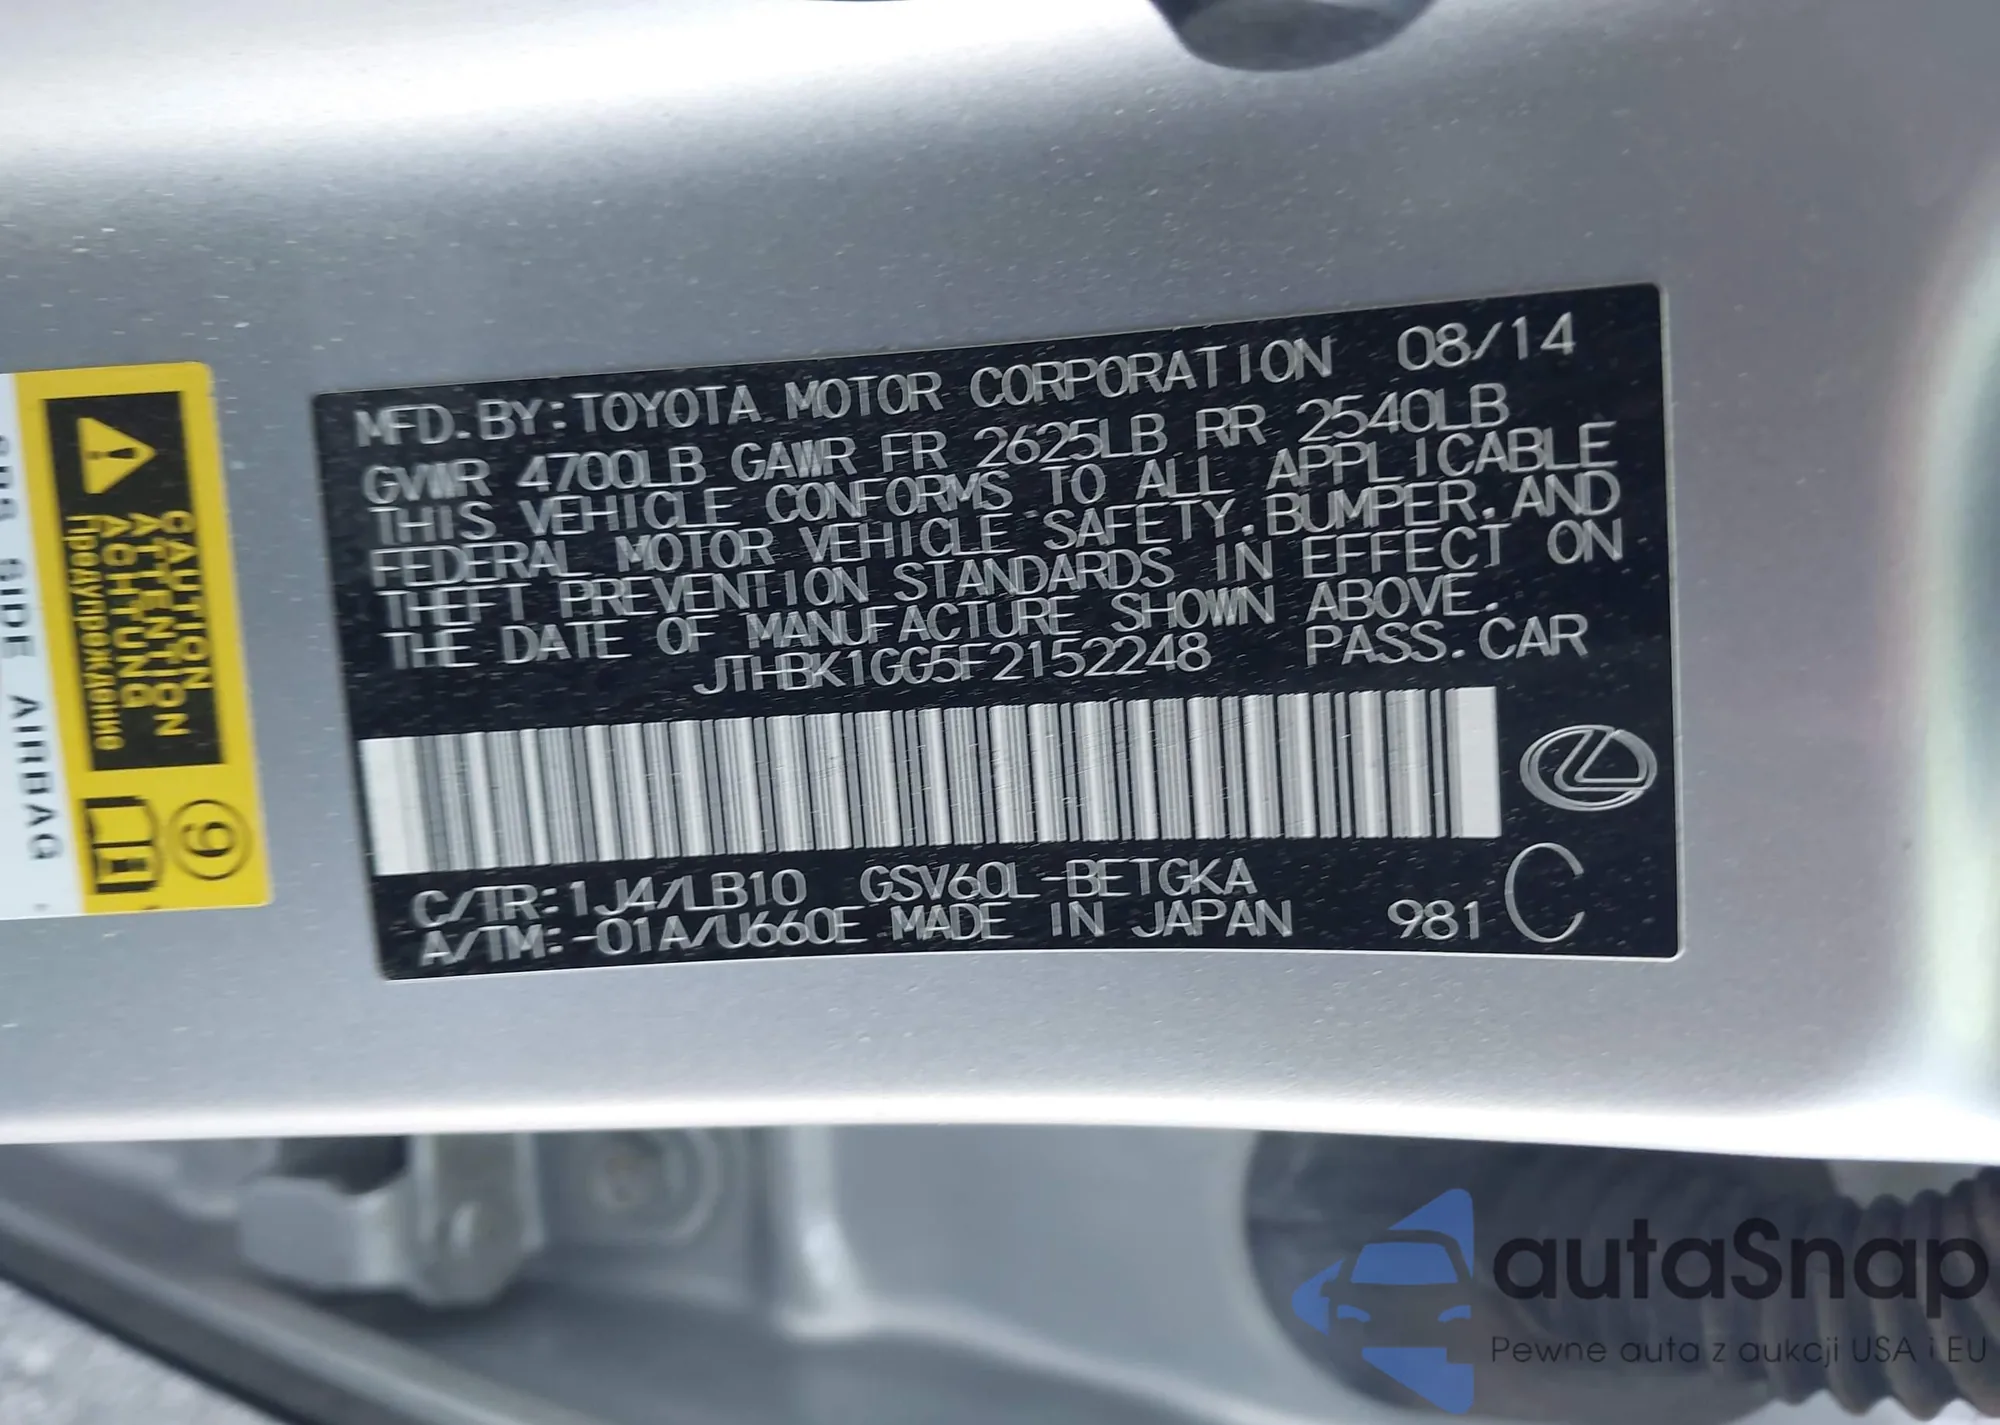 MFD. BY: TOYOTA MOTOR CORPORATION 08/14
GVWR 4700LB GAWR FR 2625LB RR 2540LB
THIS VEHICLE CONFORMS TO ALL APPLICABLE
FEDERAL MOTOR VEHICLE SAFETY, BUMPER, AND
THEFT PREVENTION STANDARDS IN EFFECT ON
THE DATE OF MANUFACTURE SHOWN ABOVE.
JTHBK1GG5F2152248 PASS. CAR
C/TR: 1J4/LB10 GSV60L-BETGKA
A/TM: -01A/U660E MADE IN JAPAN 981 C
CAUTION
ATTENTION
ACHTUNG
Предупреждение
9
SRS SIDE AIRBAG
autaSnap
Pewne auta z aukcji USA i EU